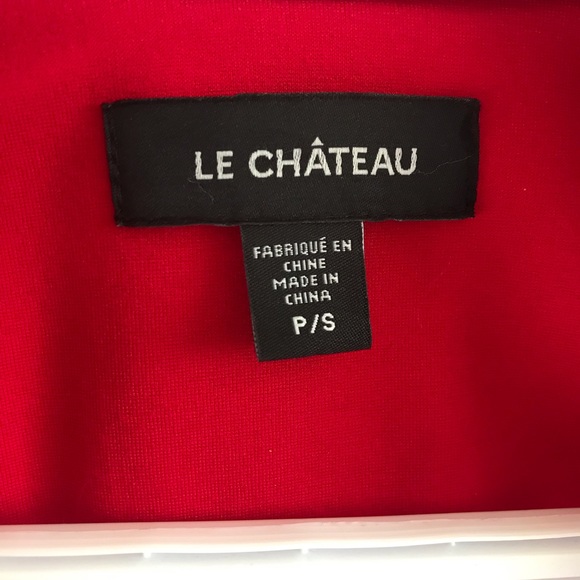 LE CHÂTEAU
FABRIQUÉ EN
CHINE
MADE IN
CHINA
P/S